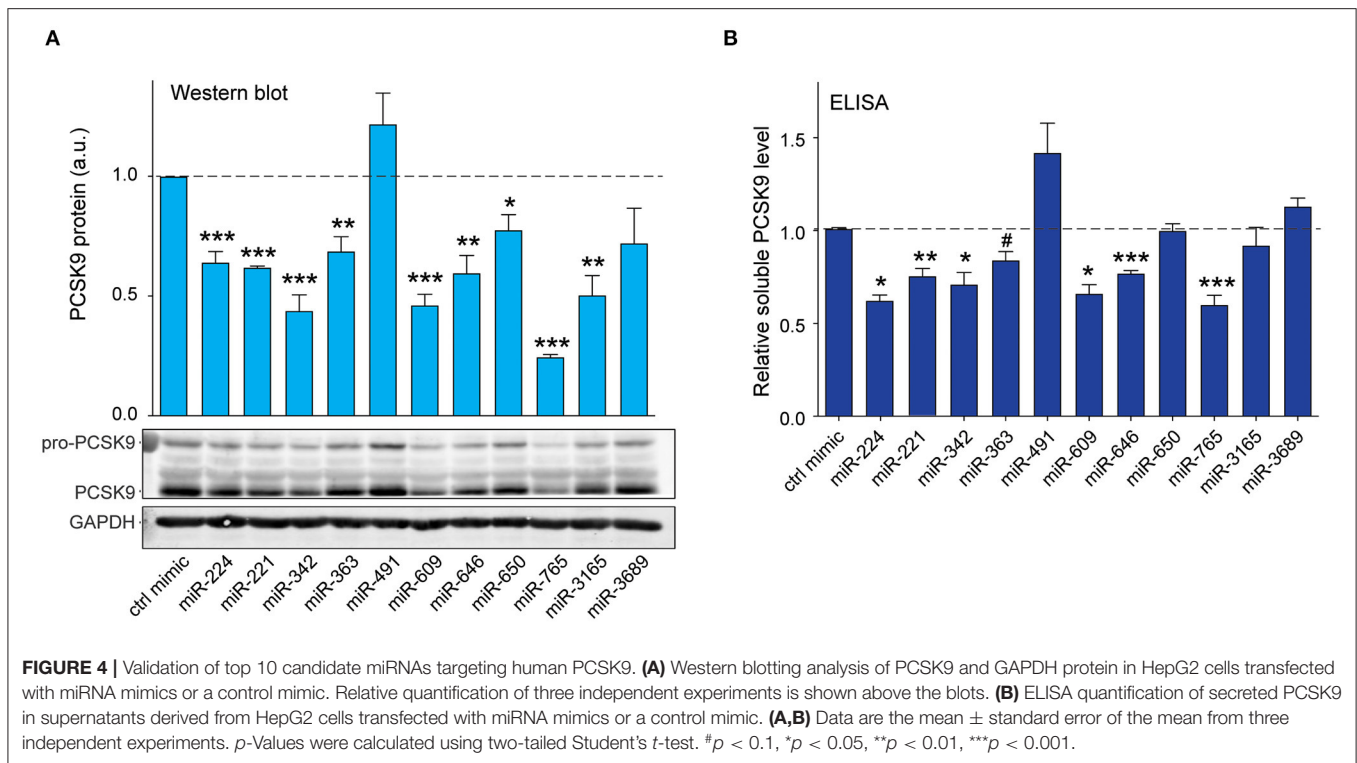 A
Western blot
PCSK9 protein (a.u.)
1.0
0.5
0.0
***
***
***
**
***
**
*
***
**
pro-PCSK9
PCSK9
GAPDH
ctrl mimic
miR-224
miR-221
miR-342
miR-363
miR-491
miR-609
miR-646
miR-650
miR-765
miR-3165
miR-3689
B
ELISA
Relative soluble PCSK9 level
1.5
1.0
0.5
0.0
*
**
*
#
*
***
***
ctrl mimic
miR-224
miR-221
miR-342
miR-363
miR-491
miR-609
miR-646
miR-650
miR-765
miR-3165
miR-3689
FIGURE 4 | Validation of top 10 candidate miRNAs targeting human PCSK9. (A) Western blotting analysis of PCSK9 and GAPDH protein in HepG2 cells transfected
with miRNA mimics or a control mimic. Relative quantification of three independent experiments is shown above the blots. (B) ELISA quantification of secreted PCSK9
in supernatants derived from HepG2 cells transfected with miRNA mimics or a control mimic. (A,B) Data are the mean ± standard error of the mean from three
independent experiments. p-Values were calculated using two-tailed Student's t-test. #p < 0.1, *p < 0.05, **p < 0.01, ***p < 0.001.